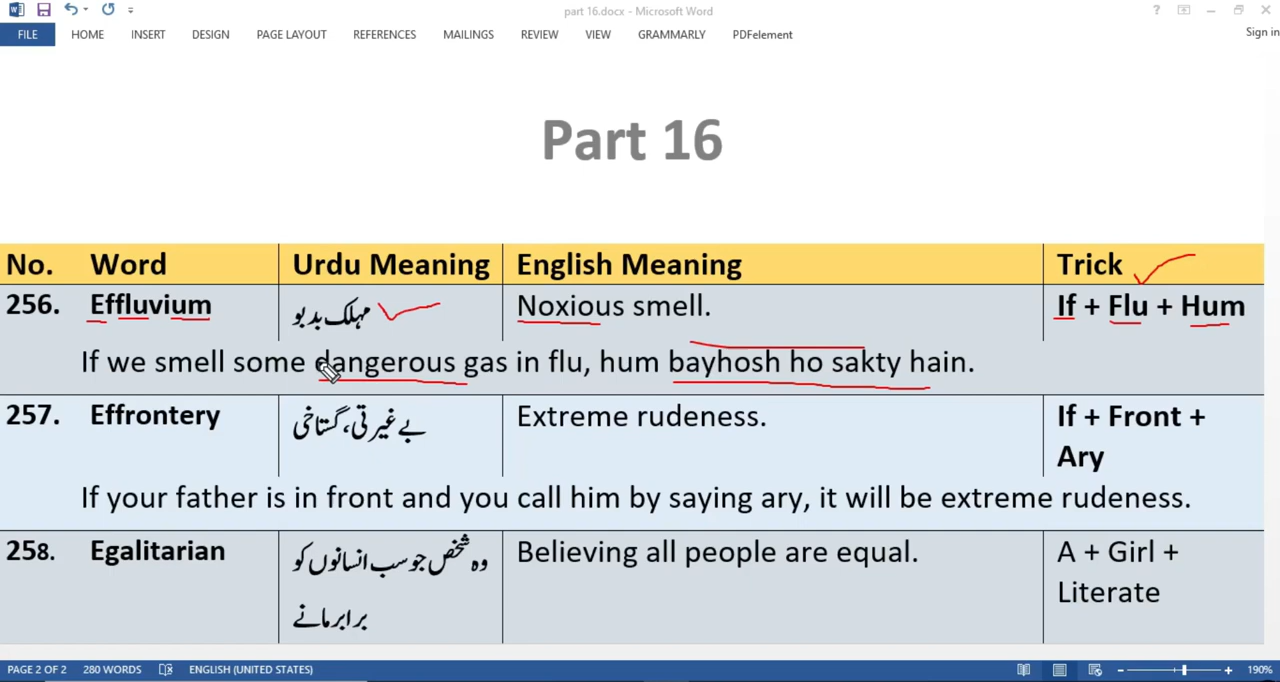 part 16.docx - Microsoft Word
FILE HOME INSERT DESIGN PAGE LAYOUT REFERENCES MAILINGS REVIEW VIEW GRAMMARLY PDFelement Sign in
Part 16
No. Word Urdu Meaning English Meaning Trick
256. Effluvium مہلک بدبو Noxious smell. If + Flu + Hum
If we smell some dangerous gas in flu, hum bayhosh ho sakty hain.
257. Effrontery بے غیرتی، گستاخی Extreme rudeness. If + Front +
Ary
If your father is in front and you call him by saying ary, it will be extreme rudeness.
258. Egalitarian وہ شخص جو سب انسانوں کو Believing all people are equal. A + Girl +
برابر مانے Literate
PAGE 2 OF 2 280 WORDS ENGLISH (UNITED STATES) 190%